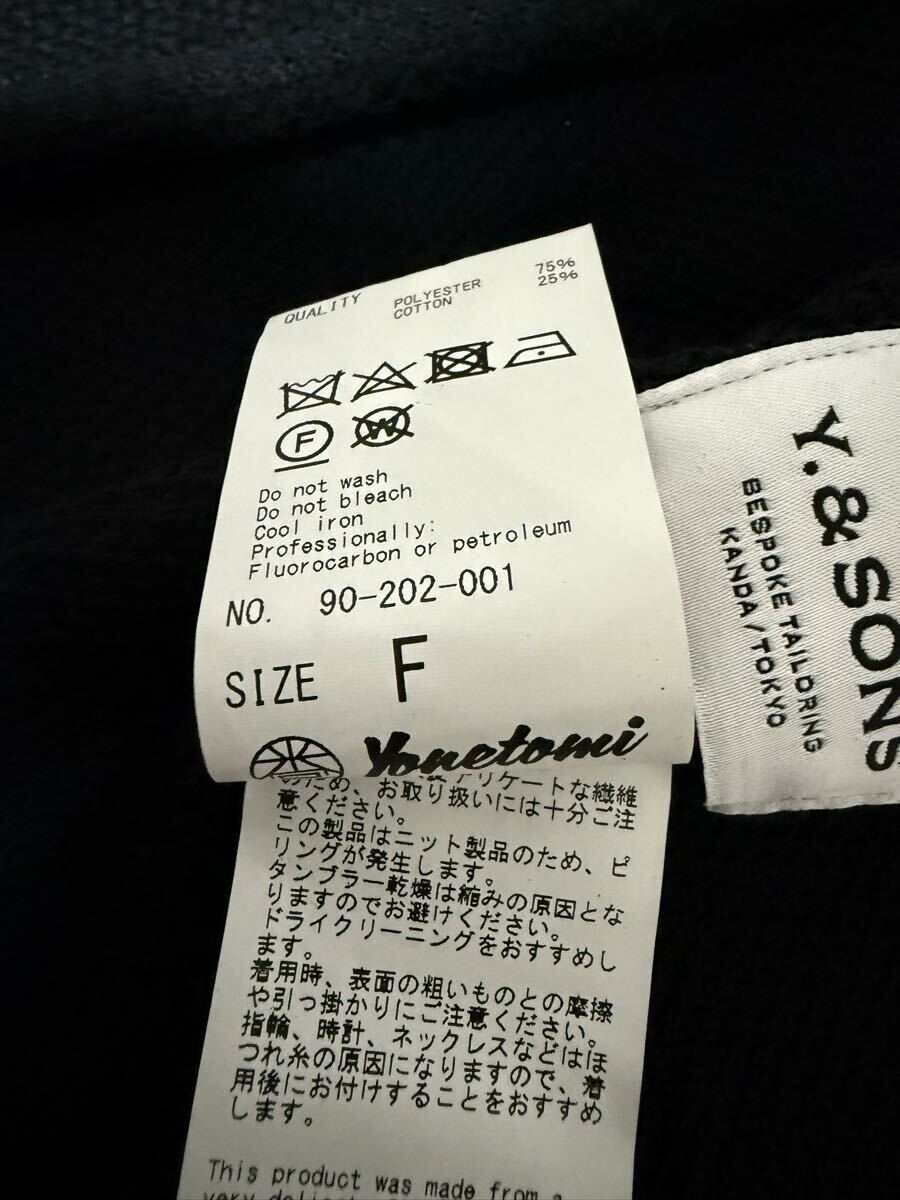 QUALITY POLYESTER 75%
COTTON 25%
F W
Do not wash
Do not bleach
Cool iron
Professionally:
Fluorocarbon or petroleum
NO. 90-202-001
SIZE F
Yonetomi
のため、お取り扱いには十分ご注
意ください。
この製品はニット製品のため、ピ
リングが発生します。
タンブラー乾燥は縮みの原因とな
りますのでお避けください。
ドライクリーニングをおすすめし
ます。
着用時、表面の粗いものとの摩擦
や引っ掛かりにご注意ください。
指輪、時計、ネックレスなどはほ
つれ糸の原因になりますので、着
用後にお付けすることをおすすめ
します。
This product was made from a
very
Y. & SONS
BESPOKE TAILORING
KANDA/TOKYO